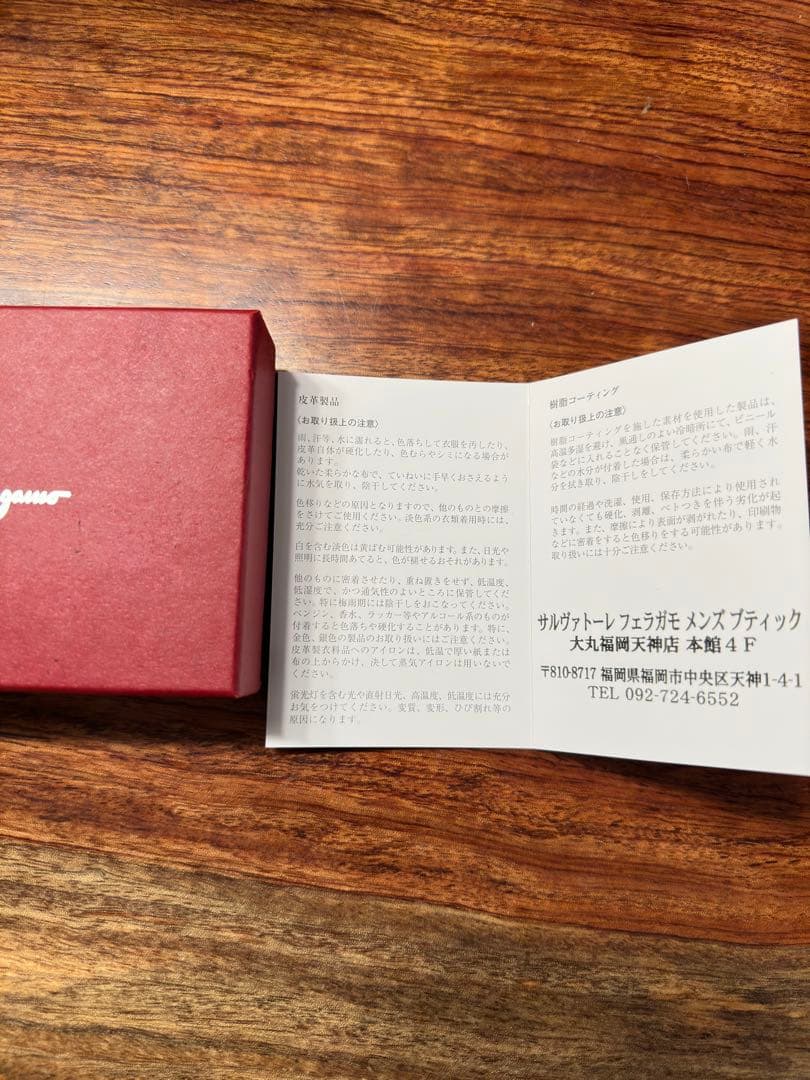 gamo
皮革製品
〈お取り扱上の注意〉
雨、汗等、水に濡れると、色落ちして衣服を汚したり、
皮革自体が硬化したり、色むらやシミになる場合が
あります。
乾いた柔らかな布で、ていねいに手早くおさえるよう
に水気を取り、陰干してください。
色移りなどの原因となりますので、他のものとの摩擦
をさけてご使用ください。淡色系の衣類着用時には、
充分ご注意ください。
白を含む淡色は黄ばむ可能性があります。また、日光や
照明に長時間あてると、色が褪せるおそれがあります。
他のものに密着させたり、重ね置きをせず、低温度、
低湿度で、かつ通気性のよいところに保管してくださ
い。特に梅雨期には陰干しをおこなってください。
ベンジン、香水、ラッカー等やアルコール系のものが
付着すると色落ちや硬化することがあります。特に、
金色、銀色の製品のお取り扱いにはご注意ください。
皮革製衣料品へのアイロンは、低温で厚い紙または
布の上からかけ、決して蒸気アイロンは用いないで
ください。
蛍光灯を含む光や直射日光、高温度、低温度には充分
お気をつけてください。変質、変形、ひび割れ等の
原因になります。
樹脂コーティング
〈お取り扱上の注意〉
樹脂コーティングを施した素材を使用した製品は、
高温多湿を避け、風通しのよい冷暗所にて、ビニール
袋などに入れることなく保管してください。雨、汗
などの水分が付着した場合は、柔らかい布で軽く水
分を拭き取り、陰干しをしてください。
時間の経過や洗濯、使用、保存方法により使用され
ていなくても硬化、剥離、ベトつきを伴う劣化が起
きます。また、摩擦により表面が剥がれたり、印刷物
などに密着をすると色移りをする可能性があります。
取り扱いには十分ご注意ください。
サルヴァトーレ フェラガモ メンズ ブティック
大丸福岡天神店 本館4F
〒810-8717 福岡県福岡市中央区天神1-4-1
TEL 092-724-6552